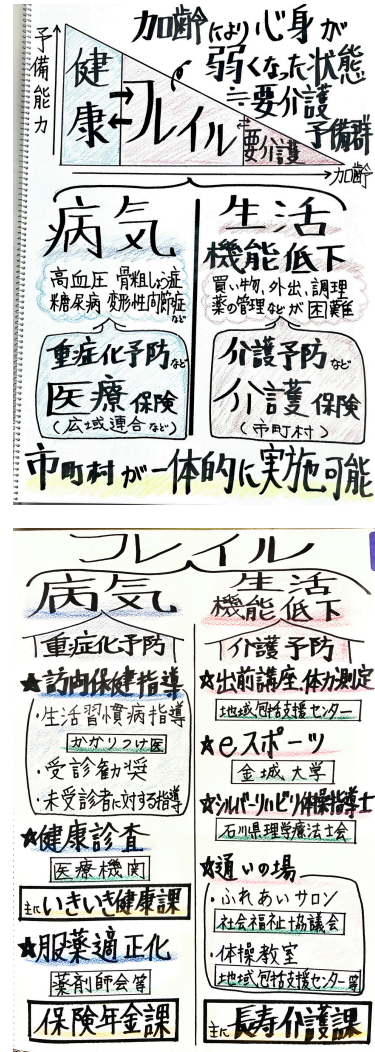 加齢により心身が
弱くなった状態
≒要介護
予備群
予備能力
健康
フレイル
要介護
加齢
病気
生活
機能低下
高血圧 骨粗しょう症
糖尿病 変形性関節症
など
買い物、外出、調理
薬の管理などが困難
重症化予防など
医療保険
(広域連合など)
介護予防など
介護保険
(市町村)
市町村が一体的に実施可能
フレイル
病気
重症化予防
★訪問保健指導
・生活習慣病指導
かかりつけ医
・受診勧奨
・未受診者に対する指導
★健康診査
医療機関
主にいきいき健康課
★服薬適正化
薬剤師会等
保険年金課
生活
機能低下
介護予防
★出前講座、体力測定
地域包括支援センター
★eスポーツ
金城大学
★シルバーリハビリ体操指導士
石川県理学療法士会
★通いの場
・ふれあいサロン
社会福祉協議会
・体操教室
地域包括支援センター等
主に長寿介護課